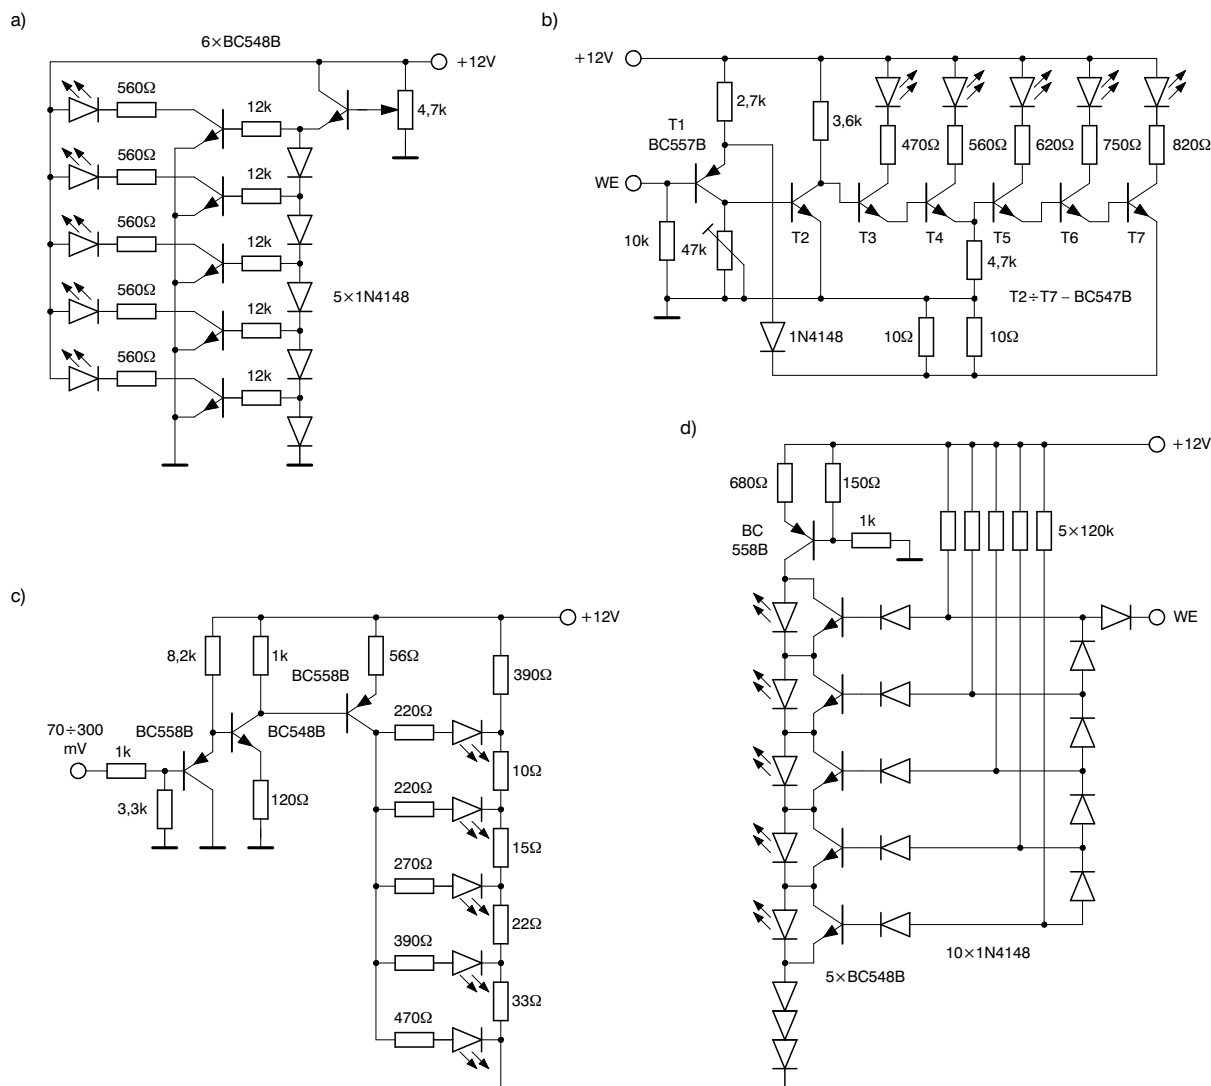 a)
6×BC548B
+12V
560Ω
12k
4,7k
560Ω
12k
560Ω
12k
5×1N4148
560Ω
12k
560Ω
12k
b)
+12V
2,7k
3,6k
T1
BC557B
470Ω
560Ω
620Ω
750Ω
820Ω
WE
10k
47k
T2
T3
T4
T5
T6
T7
4,7k
T2÷T7 – BC547B
1N4148
10Ω
10Ω
c)
+12V
8,2k
1k
56Ω
390Ω
BC558B
220Ω
70÷300
mV
1k
BC558B
BC548B
10Ω
3,3k
120Ω
220Ω
15Ω
270Ω
22Ω
390Ω
33Ω
470Ω
d)
+12V
680Ω
150Ω
BC
558B
1k
5×120k
WE
10×1N4148
5×BC548B